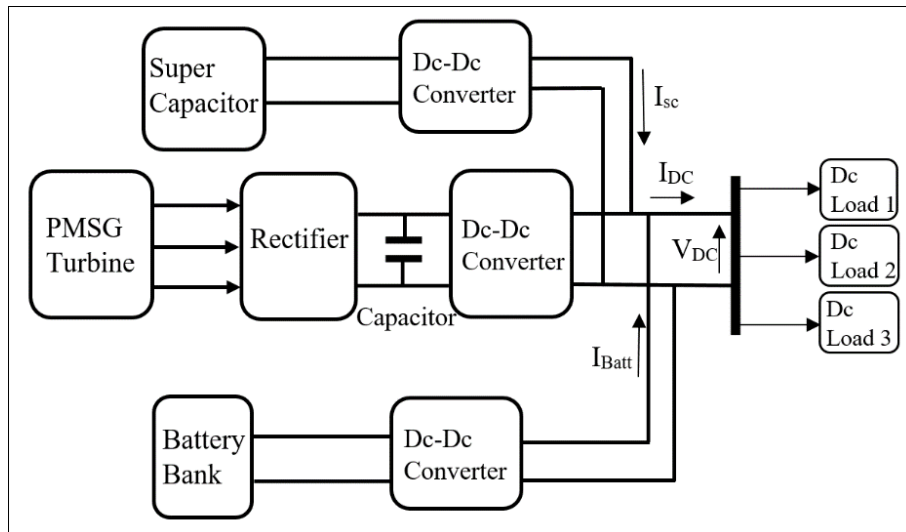 Super
Capacitor
Dc-Dc
Converter
Isc
IDC
PMSG
Turbine
Rectifier
Capacitor
Dc-Dc
Converter
VDC
Dc
Load 1
Dc
Load 2
Dc
Load 3
IBatt
Battery
Bank
Dc-Dc
Converter